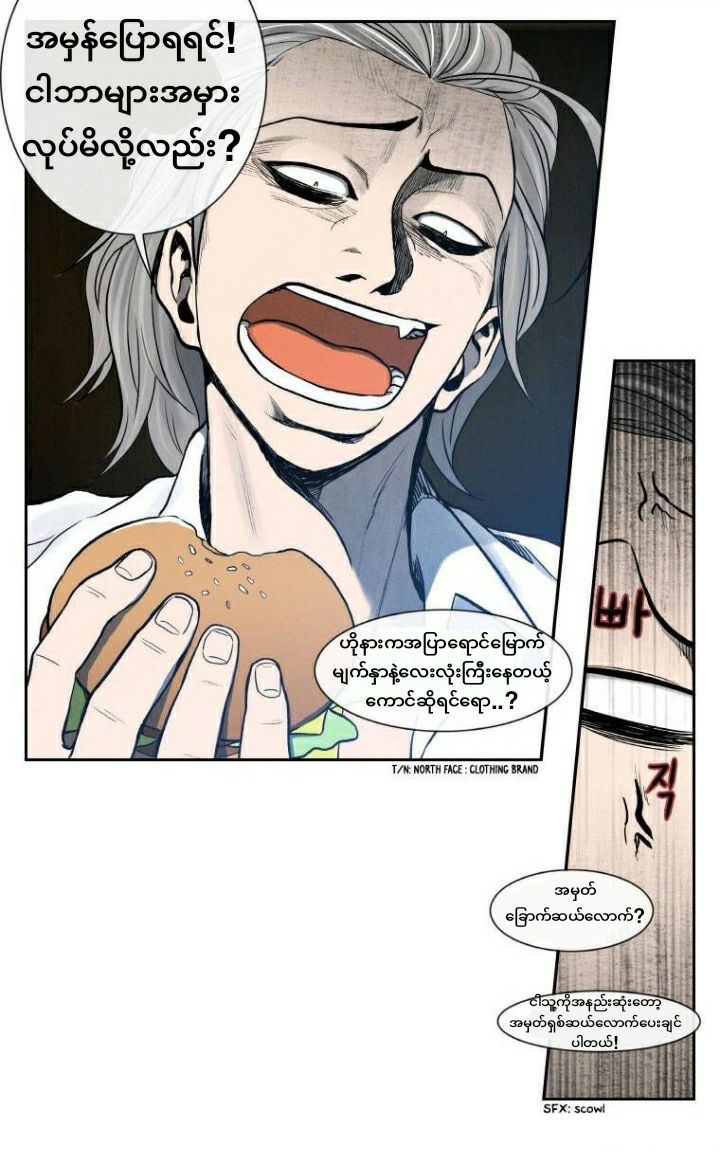 အမှန်ပြောရရင်!
ငါဘာများအမှား
လုပ်မိလို့လည်း?
ဟိုနားကအပြာရောင်မြောက်
မျက်နှာနဲ့လေးလုံးကြီးနေတယ့်
ကောင်ဆိုရင်ရော..?
T/N: NORTH FACE : CLOTHING BRAND
빠
직
အမှတ်
ခြောက်ဆယ်လောက်?
ငါသူ့ကိုအနည်းဆုံးတော့
အမှတ်ရှစ်ဆယ်လောက်ပေးချင်
ပါတယ်!
SFX: scowl